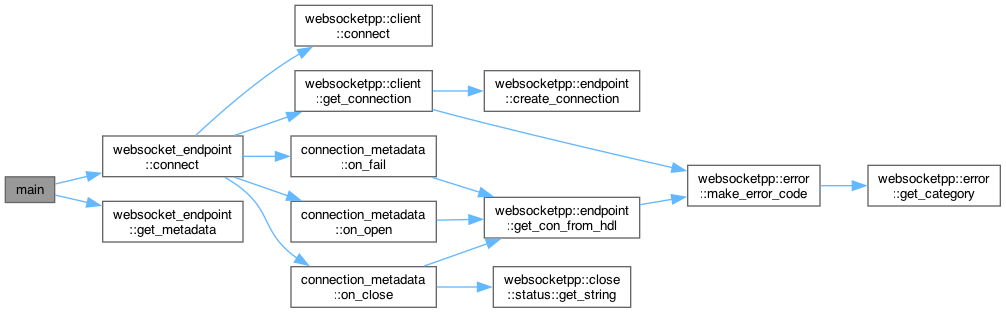 main
websocket_endpoint
::connect
websocket_endpoint
::get_metadata
websocketpp::client
::connect
websocketpp::client
::get_connection
connection_metadata
::on_fail
connection_metadata
::on_open
connection_metadata
::on_close
websocketpp::endpoint
::create_connection
websocketpp::endpoint
::get_con_from_hdl
websocketpp::close
::status::get_string
websocketpp::error
::make_error_code
websocketpp::error
::get_category